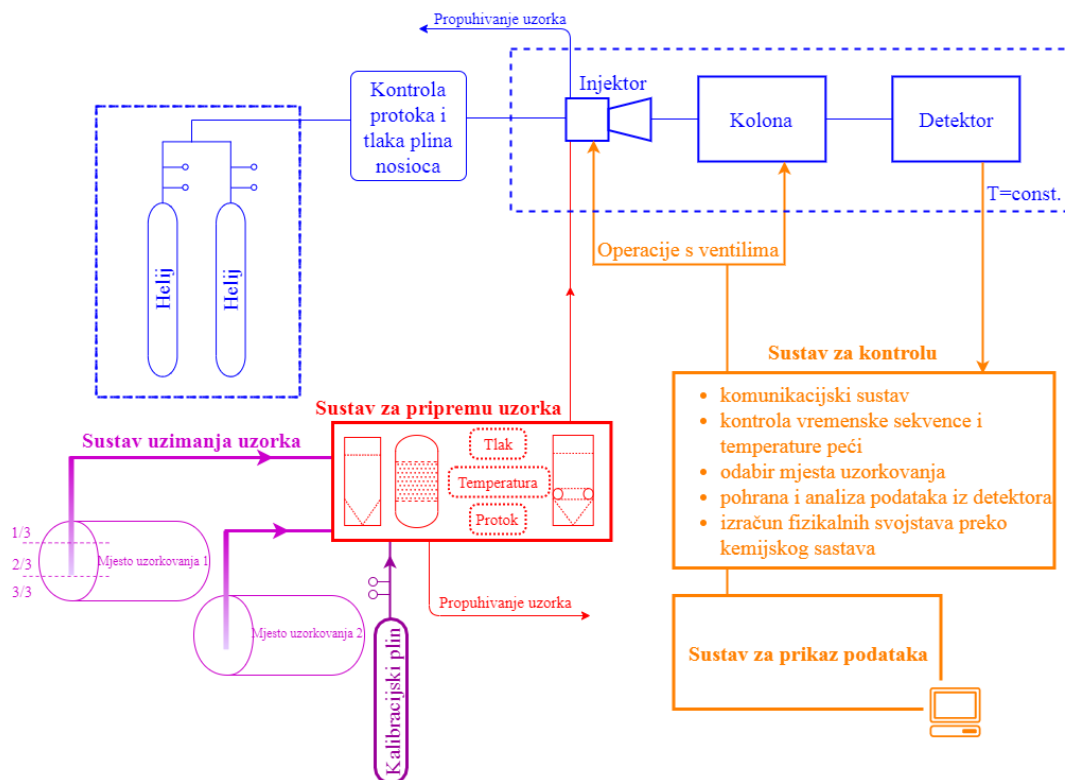 Propuhivanje uzorka
Injektor
Kontrola
protoka i
tlaka plina
nosioca
Kolona
Detektor
T=const.
Helij
Helij
Operacije s ventilima
Sustav za kontrolu
• komunikacijski sustav
• kontrola vremenske sekvence i
temperature peći
• odabir mjesta uzorkovanja
• pohrana i analiza podataka iz detektora
• izračun fizikalnih svojstava preko
kemijskog sastava
Sustav za pripremu uzorka
Tlak
Temperatura
Protok
Sustav uzimanja uzorka
1/3
2/3
3/3
Mjesto uzorkovanja 1
Mjesto uzorkovanja 2
Propuhivanje uzorka
Kalibracijski plin
Sustav za prikaz podataka